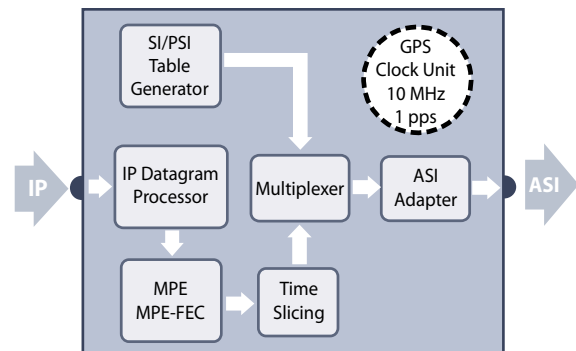 SI/PSI
Table
Generator
GPS
Clock Unit
10 MHz
1 pps
IP
IP Datagram
Processor
Multiplexer
ASI
Adapter
ASI
MPE
MPE-FEC
Time
Slicing